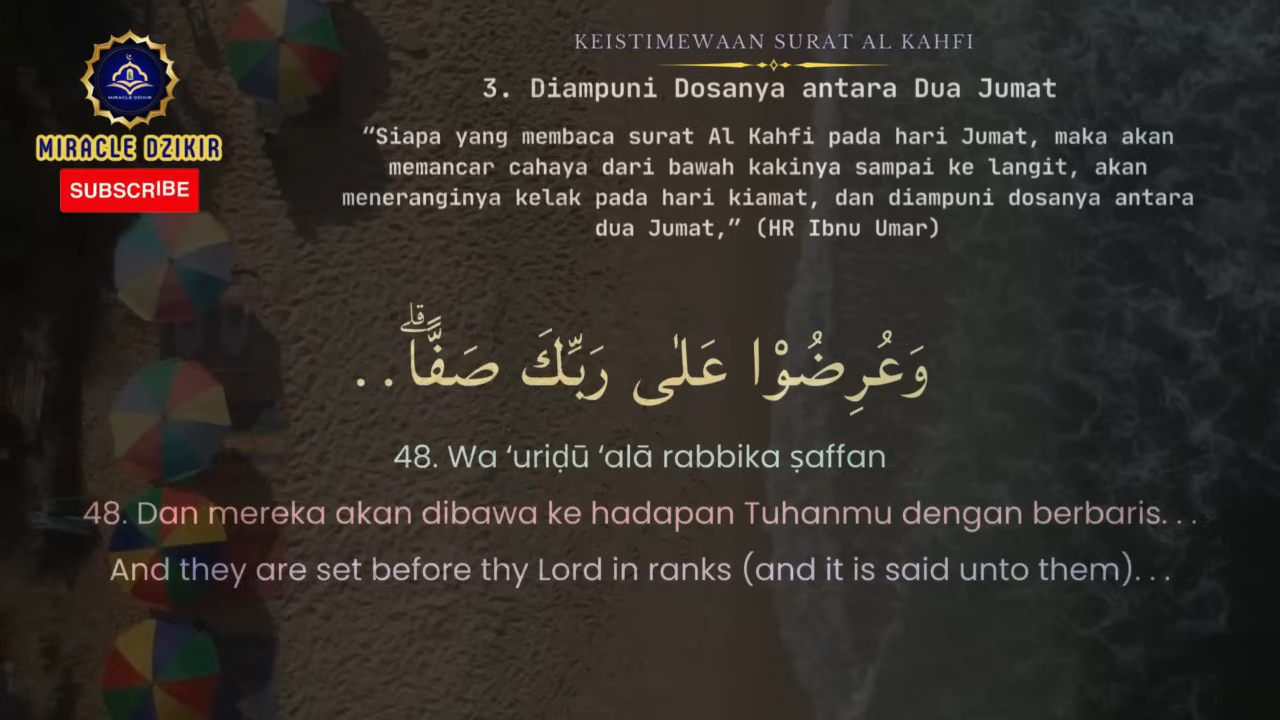 KEISTIMEWAAN SURAT AL KAHFI
3. Diampuni Dosanya antara Dua Jumat
“Siapa yang membaca surat Al Kahfi pada hari Jumat, maka akan
memancar cahaya dari bawah kakinya sampai ke langit, akan
meneranginya kelak pada hari kiamat, dan diampuni dosanya antara
dua Jumat,” (HR Ibnu Umar)
MIRACLE DZIKIR
MIRACLE DZIKIR
SUBSCRIBE
وَعُرِضُوْا عَلٰى رَبِّكَ صَفًّاۗ . .
48. Wa ‘uriḍū ‘alā rabbika ṣaffan
48. Dan mereka akan dibawa ke hadapan Tuhanmu dengan berbaris. . .
And they are set before thy Lord in ranks (and it is said unto them). . .